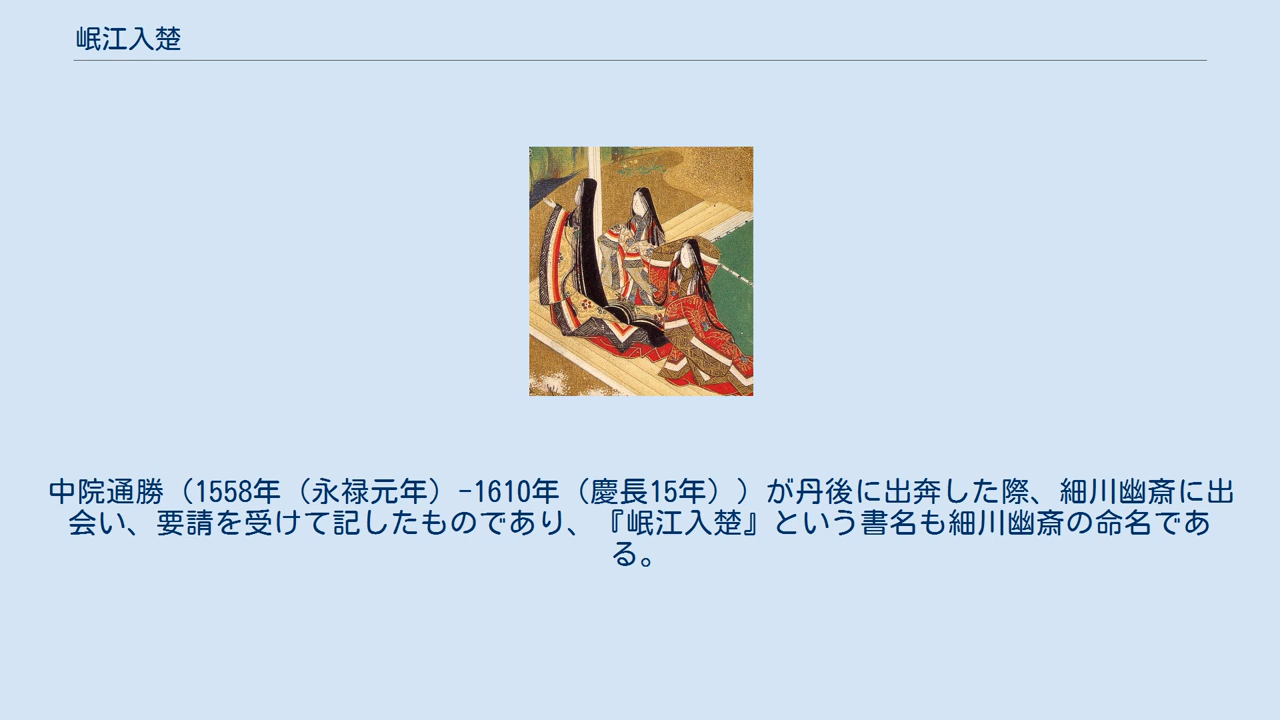 岷江入楚
中院通勝（1558年（永禄元年）-1610年（慶長15年））が丹後に出奔した際、細川幽斎に出
会い、要請を受けて記したものであり、『岷江入楚』という書名も細川幽斎の命名であ
る。